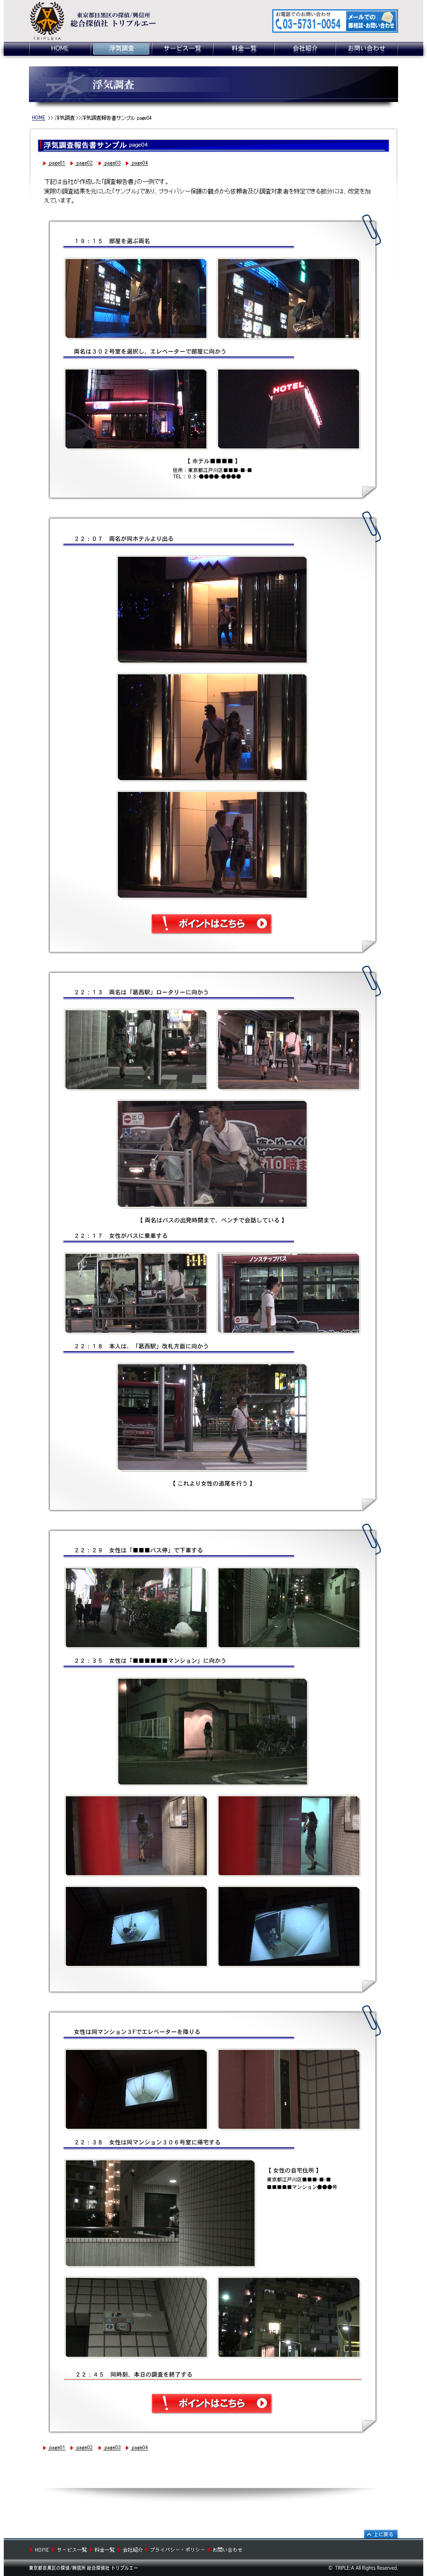 東京都目黒区の探偵/興信所
総合探偵社 トリプルエー
TRIPLE:A
お電話でのお問い合わせ
03-5731-0054
メールでの
御相談・お問い合わせ
HOME 浮気調査 サービス一覧 料金一覧 会社紹介 お問い合わせ
浮気調査
HOME >> 浮気調査 >>浮気調査報告書サンプル page04
浮気調査報告書サンプル page04
page01 page02 page03 page04
下記は当社が作成した「調査報告書」の一例です。
実際の調査結果を元にした「サンプル」であり、プライバシー保護の観点から依頼者及び調査対象者を特定できる部分には、改変を加
えています。
19：15 部屋を選ぶ両名
両名は302号室を選択し、エレベーターで部屋に向かう
HOTEL
【 ホテル■■■■ 】
住所：東京都江戸川区■■■-■-■
TEL：03-●●●●-●●●●
22：07 両名が同ホテルより出る
ポイントはこちら
22：13 両名は「葛西駅」ロータリーに向かう
【 両名はバスの出発時間まで、ベンチで会話している 】
22：17 女性がバスに乗車する
ノンステップバス
22：18 本人は、「葛西駅」改札方面に向かう
【 これより女性の追尾を行う 】
22：29 女性は「■■■バス停」で下車する
22：35 女性は「■■■■■■マンション」に向かう
女性は同マンション3Fでエレベーターを降りる
22：38 女性は同マンション306号室に帰宅する
【 女性の自宅住所 】
東京都江戸川区■■■-■-■
■■■■■マンション●●●号
22：45 同時刻、本日の調査を終了する
ポイントはこちら
page01 page02 page03 page04
上に戻る
HOME サービス一覧 料金一覧 会社紹介 プライバシー・ポリシー お問い合わせ
東京都目黒区の探偵/興信所 総合探偵社 トリプルエー
© TRIPLE:A All Rights Reserved.